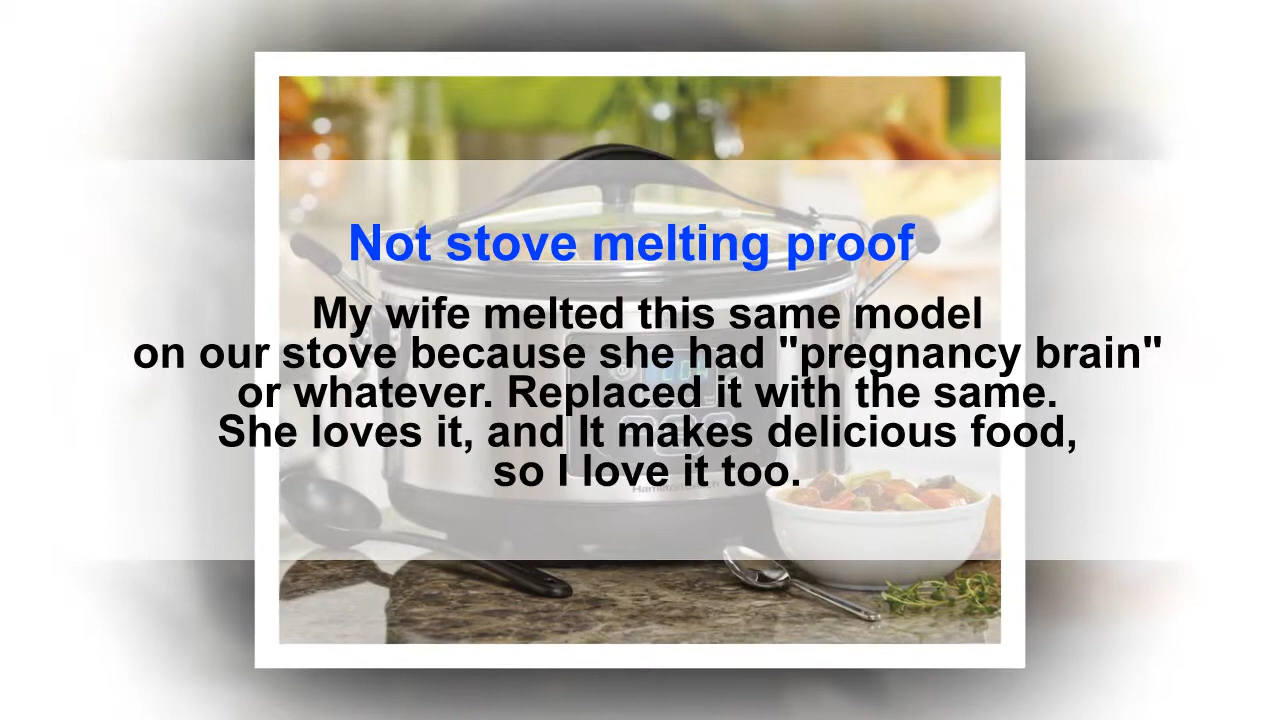 Not stove melting proof
My wife melted this same model
on our stove because she had "pregnancy brain"
or whatever. Replaced it with the same.
She loves it, and It makes delicious food,
so I love it too.